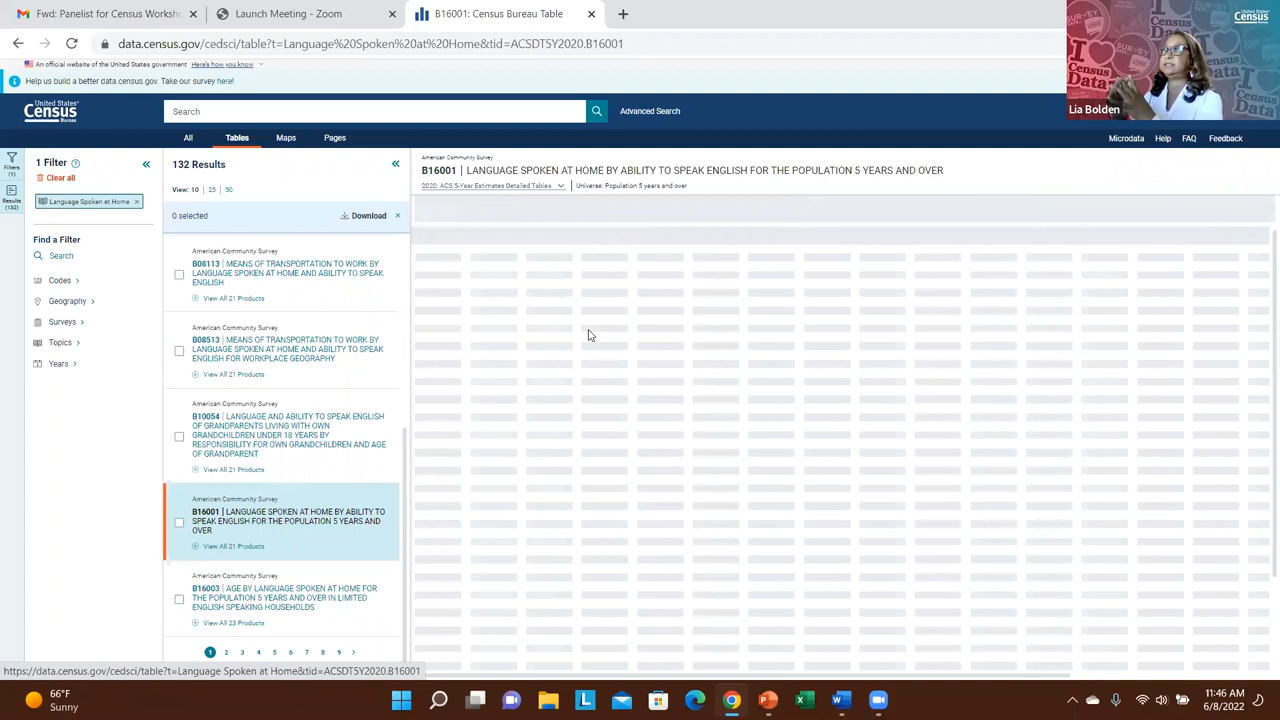 Fwd: Panelist for Census Worksh
Launch Meeting - Zoom
B16001: Census Bureau Table
data.census.gov/cedsci/table?t=Language%20Spoken%20at%20Home&tid=ACSDT5Y2020.B16001
An official website of the United States government Here's how you know
Help us build a better data.census.gov. Take our survey here!
United States
Census
Bureau
Search
Advanced Search
All Tables Maps Pages
Microdata Help FAQ Feedback
I
Census
Data
SURVEY
United States
Census
Bureau
Lia Bolden
Filters
(1)
Results
(132)
1 Filter
Clear all
Language Spoken at Home
Find a Filter
Search
Codes
Geography
Surveys
Topics
Years
132 Results
View: 10 | 25 | 50
0 selected
Download
American Community Survey
B08113 | MEANS OF TRANSPORTATION TO WORK BY
LANGUAGE SPOKEN AT HOME AND ABILITY TO SPEAK
ENGLISH
View All 21 Products
American Community Survey
B08513 | MEANS OF TRANSPORTATION TO WORK BY
LANGUAGE SPOKEN AT HOME AND ABILITY TO SPEAK
ENGLISH FOR WORKPLACE GEOGRAPHY
View All 21 Products
American Community Survey
B10054 | LANGUAGE AND ABILITY TO SPEAK ENGLISH
OF GRANDPARENTS LIVING WITH OWN
GRANDCHILDREN UNDER 18 YEARS BY
RESPONSIBILITY FOR OWN GRANDCHILDREN AND AGE
OF GRANDPARENT
View All 21 Products
American Community Survey
B16001 | LANGUAGE SPOKEN AT HOME BY ABILITY TO
SPEAK ENGLISH FOR THE POPULATION 5 YEARS AND
OVER
View All 21 Products
American Community Survey
B16003 | AGE BY LANGUAGE SPOKEN AT HOME FOR
THE POPULATION 5 YEARS AND OVER IN LIMITED
ENGLISH SPEAKING HOUSEHOLDS
View All 23 Products
1 2 3 4 5 6 7 8 9
American Community Survey
B16001 | LANGUAGE SPOKEN AT HOME BY ABILITY TO SPEAK ENGLISH FOR THE POPULATION 5 YEARS AND OVER
2020: ACS 5-Year Estimates Detailed Tables | Universe: Population 5 years and over
https://data.census.gov/cedsci/table?t=Language Spoken at Home&tid=ACSDT5Y2020.B16001
66°F
Sunny
11:46 AM
6/8/2022